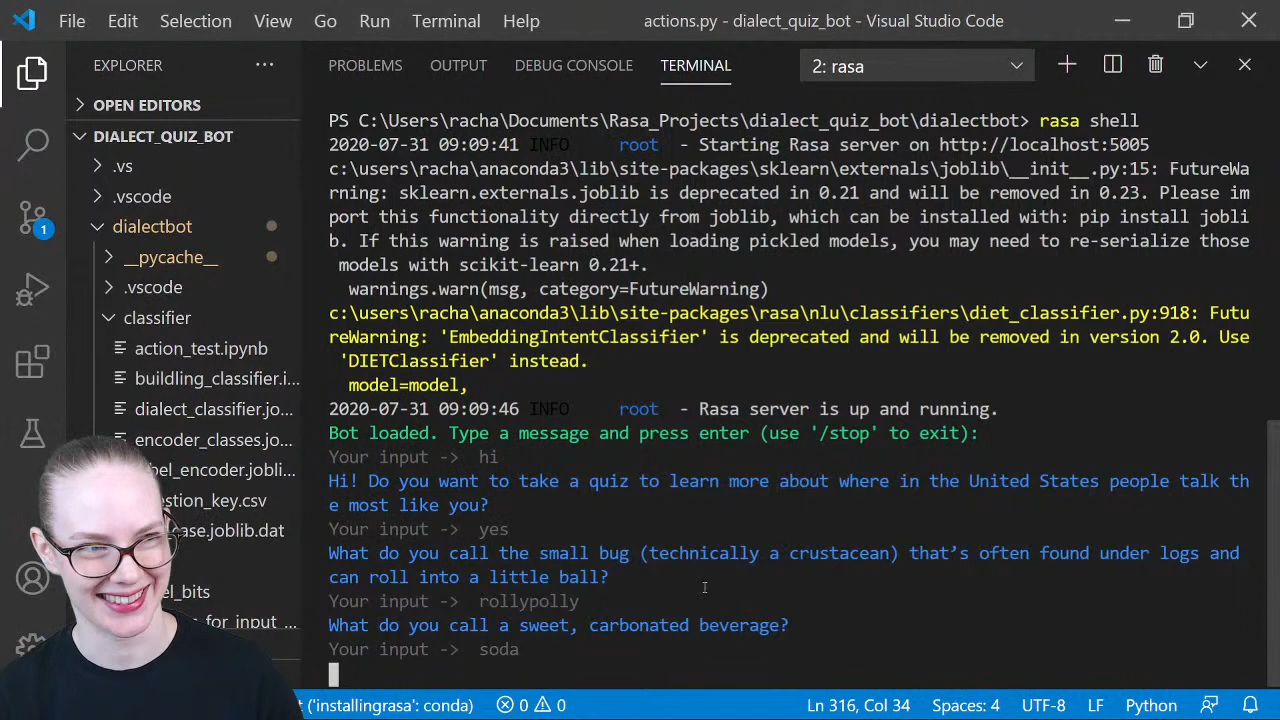 File Edit Selection View Go Run Terminal Help actions.py - dialect_quiz_bot - Visual Studio Code
EXPLORER ...
OPEN EDITORS
DIALECT_QUIZ_BOT
.vs
.vscode
dialectbot
__pycache__
.vscode
classifier
action_test.ipynb
buildling_classifier.i...
dialect_classifier.jo...
encoder_classes.jo...
bel_encoder.jobli...
estion_key.csv
ase.joblib.dat
el_bits
s_for_input_ma...
1
PROBLEMS OUTPUT DEBUG CONSOLE TERMINAL 2: rasa
PS C:\Users\racha\Documents\Rasa_Projects\dialect_quiz_bot\dialectbot> rasa shell
2020-07-31 09:09:41 INFO root - Starting Rasa server on http://localhost:5005
c:\users\racha\anaconda3\lib\site-packages\sklearn\externals\joblib\__init__.py:15: FutureWa
rning: sklearn.externals.joblib is deprecated in 0.21 and will be removed in 0.23. Please im
port this functionality directly from joblib, which can be installed with: pip install jobli
b. If this warning is raised when loading pickled models, you may need to re-serialize those
models with scikit-learn 0.21+.
warnings.warn(msg, category=FutureWarning)
c:\users\racha\anaconda3\lib\site-packages\rasa\nlu\classifiers\diet_classifier.py:918: Futu
reWarning: 'EmbeddingIntentClassifier' is deprecated and will be removed in version 2.0. Use
'DIETClassifier' instead.
model=model,
2020-07-31 09:09:46 INFO root - Rasa server is up and running.
Bot loaded. Type a message and press enter (use '/stop' to exit):
Your input -> hi
Hi! Do you want to take a quiz to learn more about where in the United States people talk th
e most like you?
Your input -> yes
What do you call the small bug (technically a crustacean) that’s often found under logs and
can roll into a little ball?
Your input -> rollypolly
What do you call a sweet, carbonated beverage?
Your input -> soda
('installingrasa': conda) 0 0 Ln 316, Col 34 Spaces: 4 UTF-8 LF Python